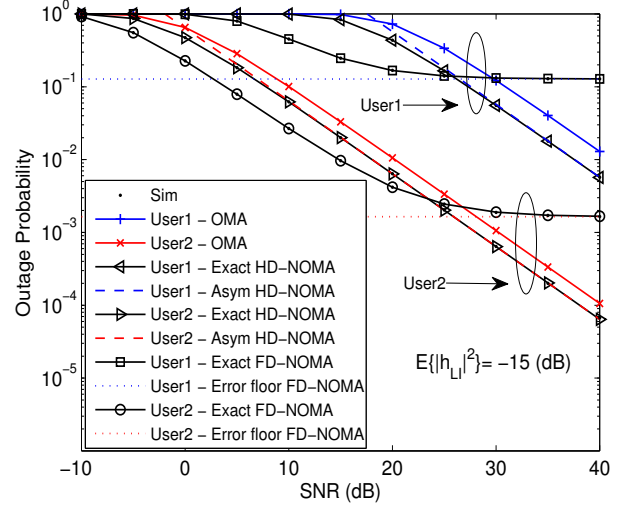 Outage Probability
10^0
10^-1
10^-2
10^-3
10^-4
10^-5
User1
User2
E{|h_LI|^2}= −15 (dB)
Sim
User1 − OMA
User2 − OMA
User1 − Exact HD−NOMA
User1 − Asym HD−NOMA
User2 − Exact HD−NOMA
User2 − Asym HD−NOMA
User1 − Exact FD−NOMA
User1 − Error floor FD−NOMA
User2 − Exact FD−NOMA
User2 − Error floor FD−NOMA
−10 0 10 20 30 40
SNR (dB)